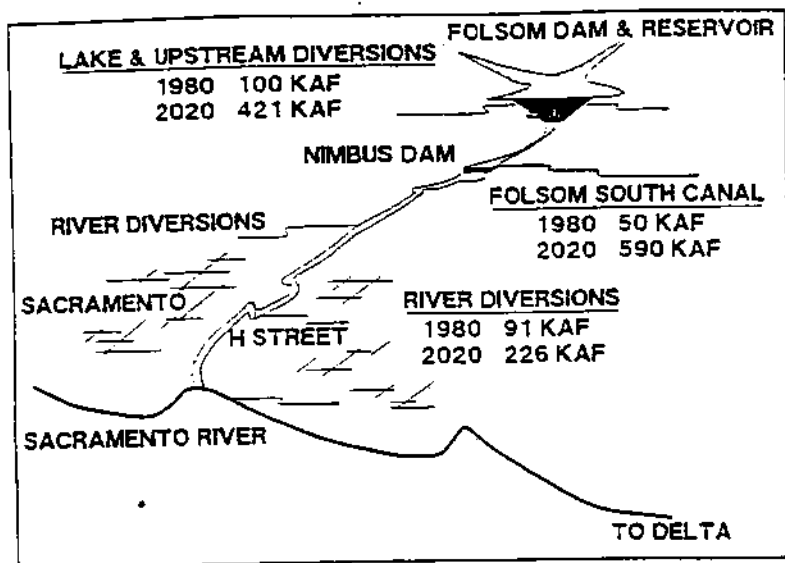 FOLSOM DAM & RESERVOIR
LAKE & UPSTREAM DIVERSIONS
1980 100 KAF
2020 421 KAF
NIMBUS DAM
FOLSOM SOUTH CANAL
1980 50 KAF
2020 590 KAF
RIVER DIVERSIONS
SACRAMENTO
RIVER DIVERSIONS
1980 91 KAF
2020 226 KAF
H STREET
SACRAMENTO RIVER
TO DELTA